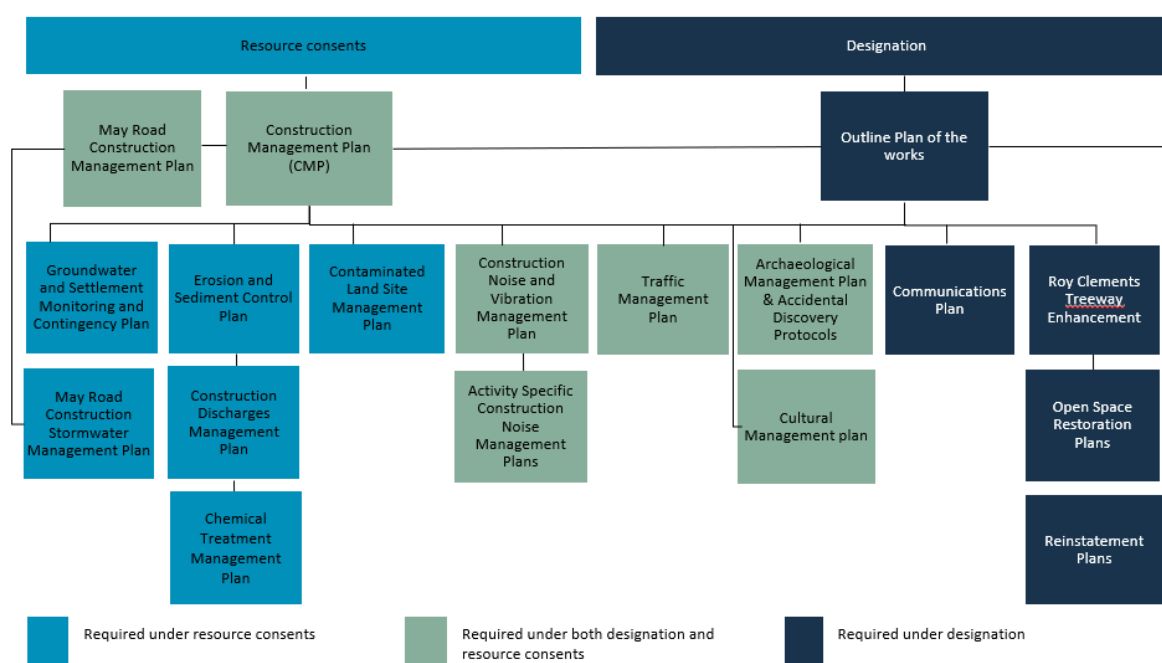 Resource consents
Designation
May Road
Construction
Management Plan
Construction
Management Plan
(CMP)
Outline Plan of the
works
Groundwater
and Settlement
Monitoring and
Contingency Plan
Erosion and
Sediment Control
Plan
Contaminated
Land Site
Management
Plan
Construction
Noise and
Vibration
Management
Plan
Traffic
Management
Plan
Archaeological
Management Plan
& Accidental
Discovery
Protocols
Communications
Plan
Roy Clements
Treeway
Enhancement
May Road
Construction
Stormwater
Management Plan
Construction
Discharges
Management
Plan
Activity Specific
Construction
Noise
Management
Plans
Cultural
Management plan
Open Space
Restoration
Plans
Chemical
Treatment
Management
Plan
Reinstatement
Plans
Required under resource consents
Required under both designation and
resource consents
Required under designation